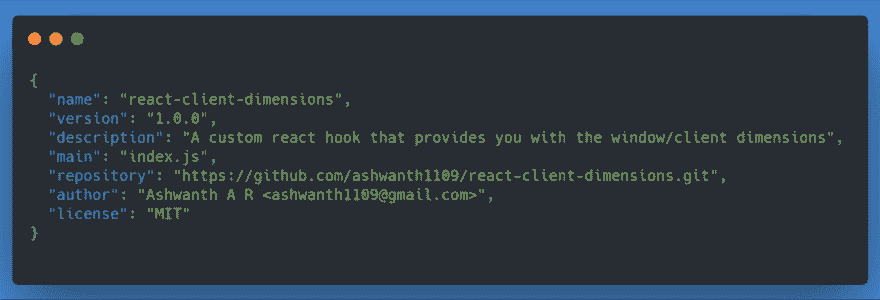 {
"name": "react-client-dimensions",
"version": "1.0.0",
"description": "A custom react hook that provides you with the window/client dimensions",
"main": "index.js",
"repository": "https://github.com/ashwanth1109/react-client-dimensions.git",
"author": "Ashwanth A R <ashwanth1109@gmail.com>",
"license": "MIT"
}